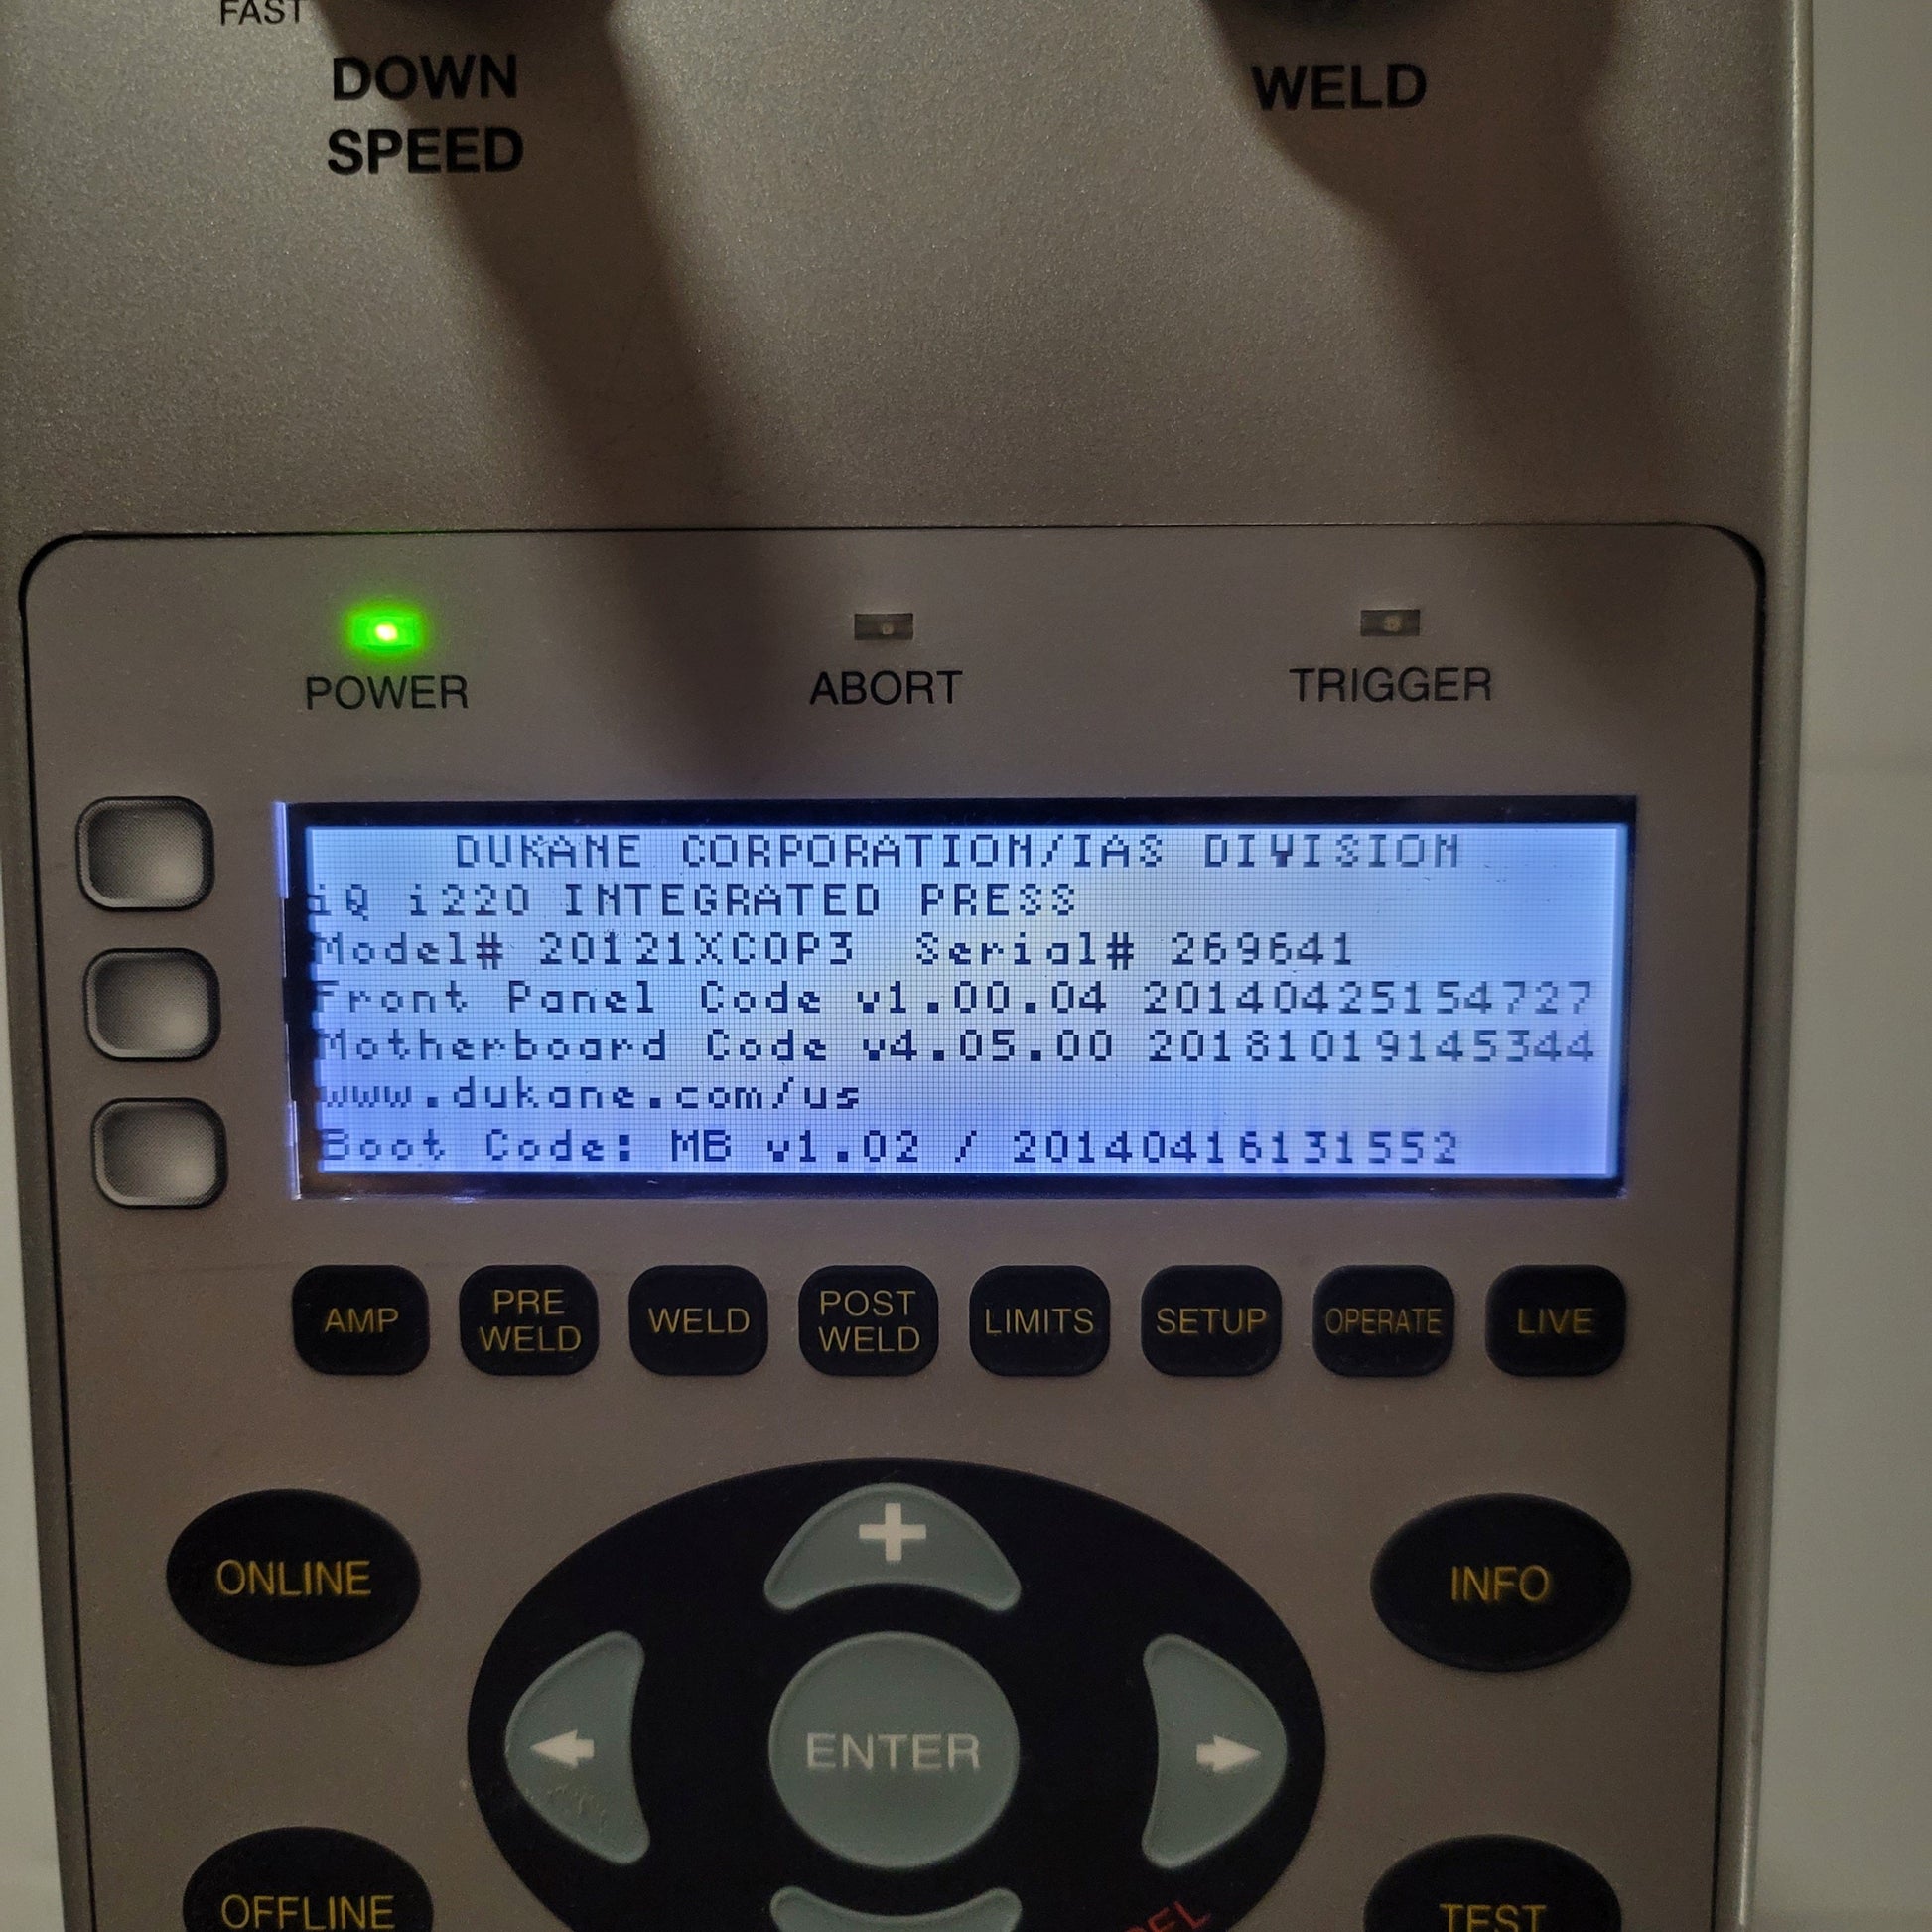 FAST
DOWN
SPEED
WELD
POWER
ABORT
TRIGGER
DUKANE CORPORATION/IAS DIVISION
iQ i220 INTEGRATED PRESS
Model# 20121XC0P3 Serial# 269641
Front Panel Code v1.00.04 20140425154727
Motherboard Code v4.05.00 20181019145344
www.dukane.com/us
Boot Code: MB v1.02 / 20140416131552
AMP
PRE
WELD
WELD
POST
WELD
LIMITS
SETUP
OPERATE
LIVE
ONLINE
+
INFO
ENTER
OFFLINE
TEST